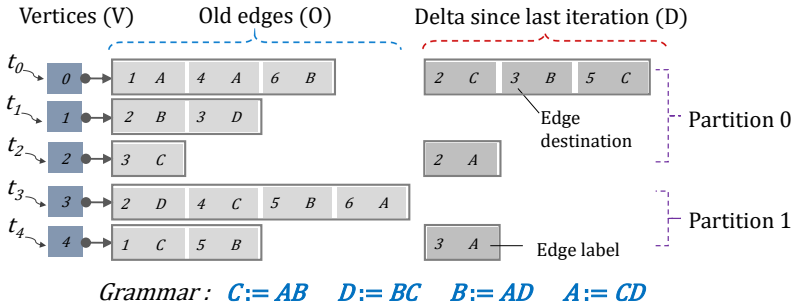 Vertices (V) Old edges (O) Delta since last iteration (D)
t0 0 1 A 4 A 6 B 2 C 3 B 5 C
t1 1 2 B 3 D Edge destination
Partition 0
t2 2 3 C 2 A
t3 3 2 D 4 C 5 B 6 A
Partition 1
t4 4 1 C 5 B 3 A Edge label
Grammar : C:= AB D:= BC B:= AD A:= CD